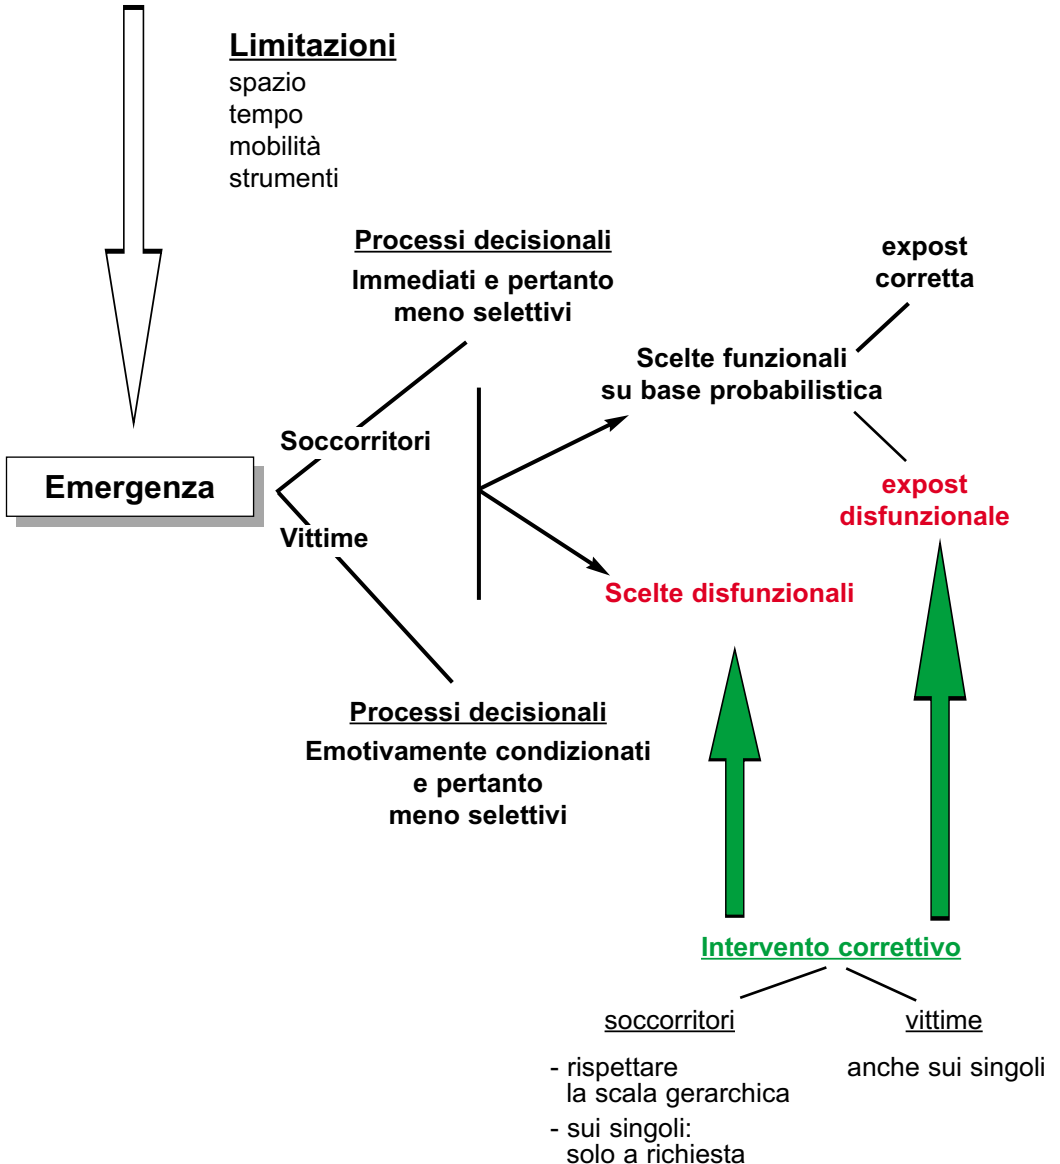 Limitazioni
spazio
tempo
mobilità
strumenti
Processi decisionali
Immediati e pertanto
meno selettivi
expost
corretta
Scelte funzionali
su base probabilistica
Soccorritori
Emergenza
Vittime
expost
disfunzionale
Scelte disfunzionali
Processi decisionali
Emotivamente condizionati
e pertanto
meno selettivi
Intervento correttivo
soccorritori
- rispettare
la scala gerarchica
- sui singoli:
solo a richiesta
vittime
anche sui singoli